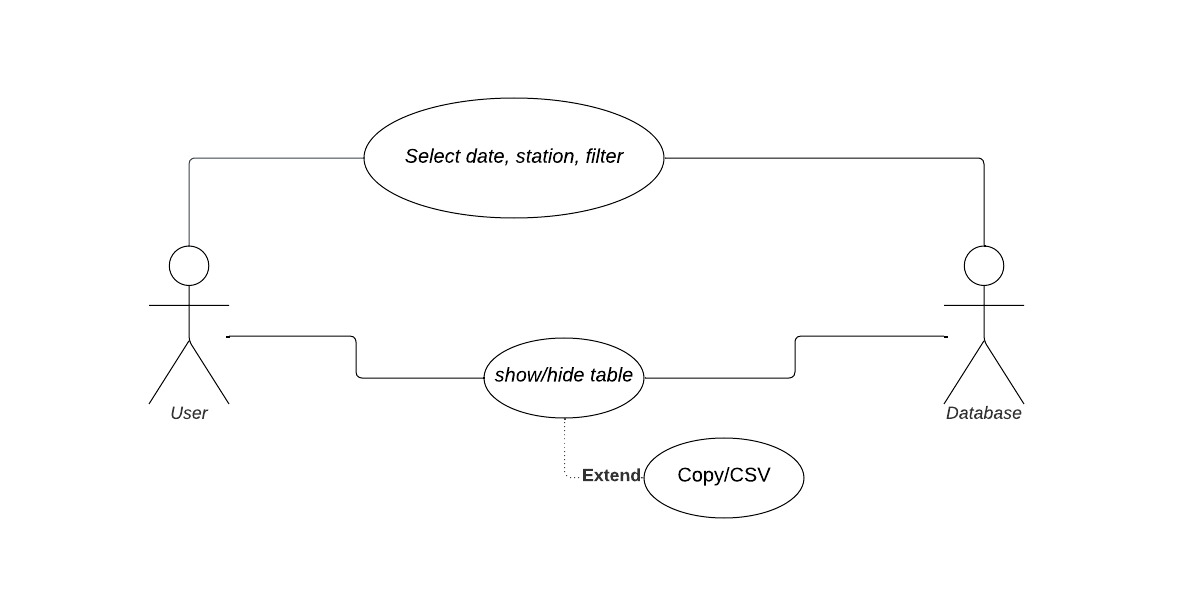 Select date, station, filter
show/hide table
User
Database
Extend
Copy/CSV